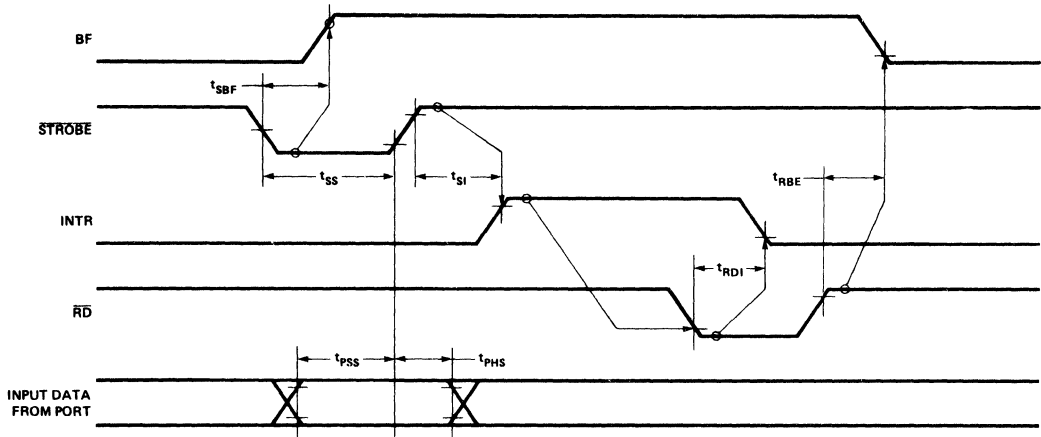 BF
tSBF
STROBE
tSS
tSI
tRBE
INTR
tRDI
RD
tPSS
tPHS
INPUT DATA
FROM PORT